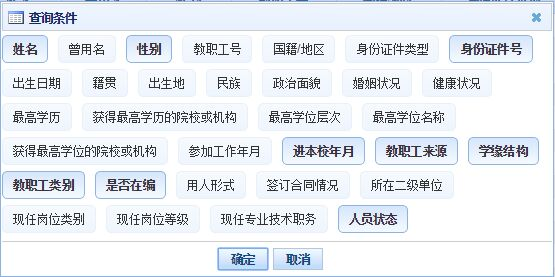 查询条件
姓名 曾用名 性别 教职工号 国籍/地区 身份证件类型 身份证件号
出生日期 籍贯 出生地 民族 政治面貌 婚姻状况 健康状况
最高学历 获得最高学历的院校或机构 最高学位层次 最高学位名称
获得最高学位的院校或机构 参加工作年月 进本校年月 教职工来源 学缘结构
教职工类别 是否在编 用人形式 签订合同情况 所在二级单位
现任岗位类别 现任岗位等级 现任专业技术职务 人员状态
确定 取消